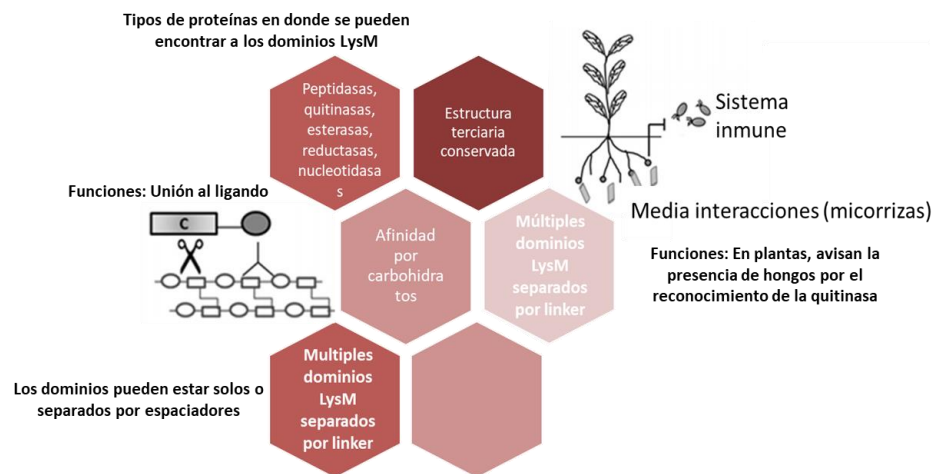 Tipos de proteínas en donde se pueden
encontrar a los dominios LysM
Peptidasas,
quitinasas,
esterasas,
reductasas,
nucleotidasa
s
Estructura
terciaria
conservada
Sistema
inmune
Funciones: Unión al ligando
C
Afinidad
por
carbohidra
tos
Múltiples
dominios
LysM
separados
por linker
Media interacciones (micorrizas)
Funciones: En plantas, avisan la
presencia de hongos por el
reconocimiento de la quitinasa
Los dominios pueden estar solos o
separados por espaciadores
Multiples
dominios
LysM
separados
por linker